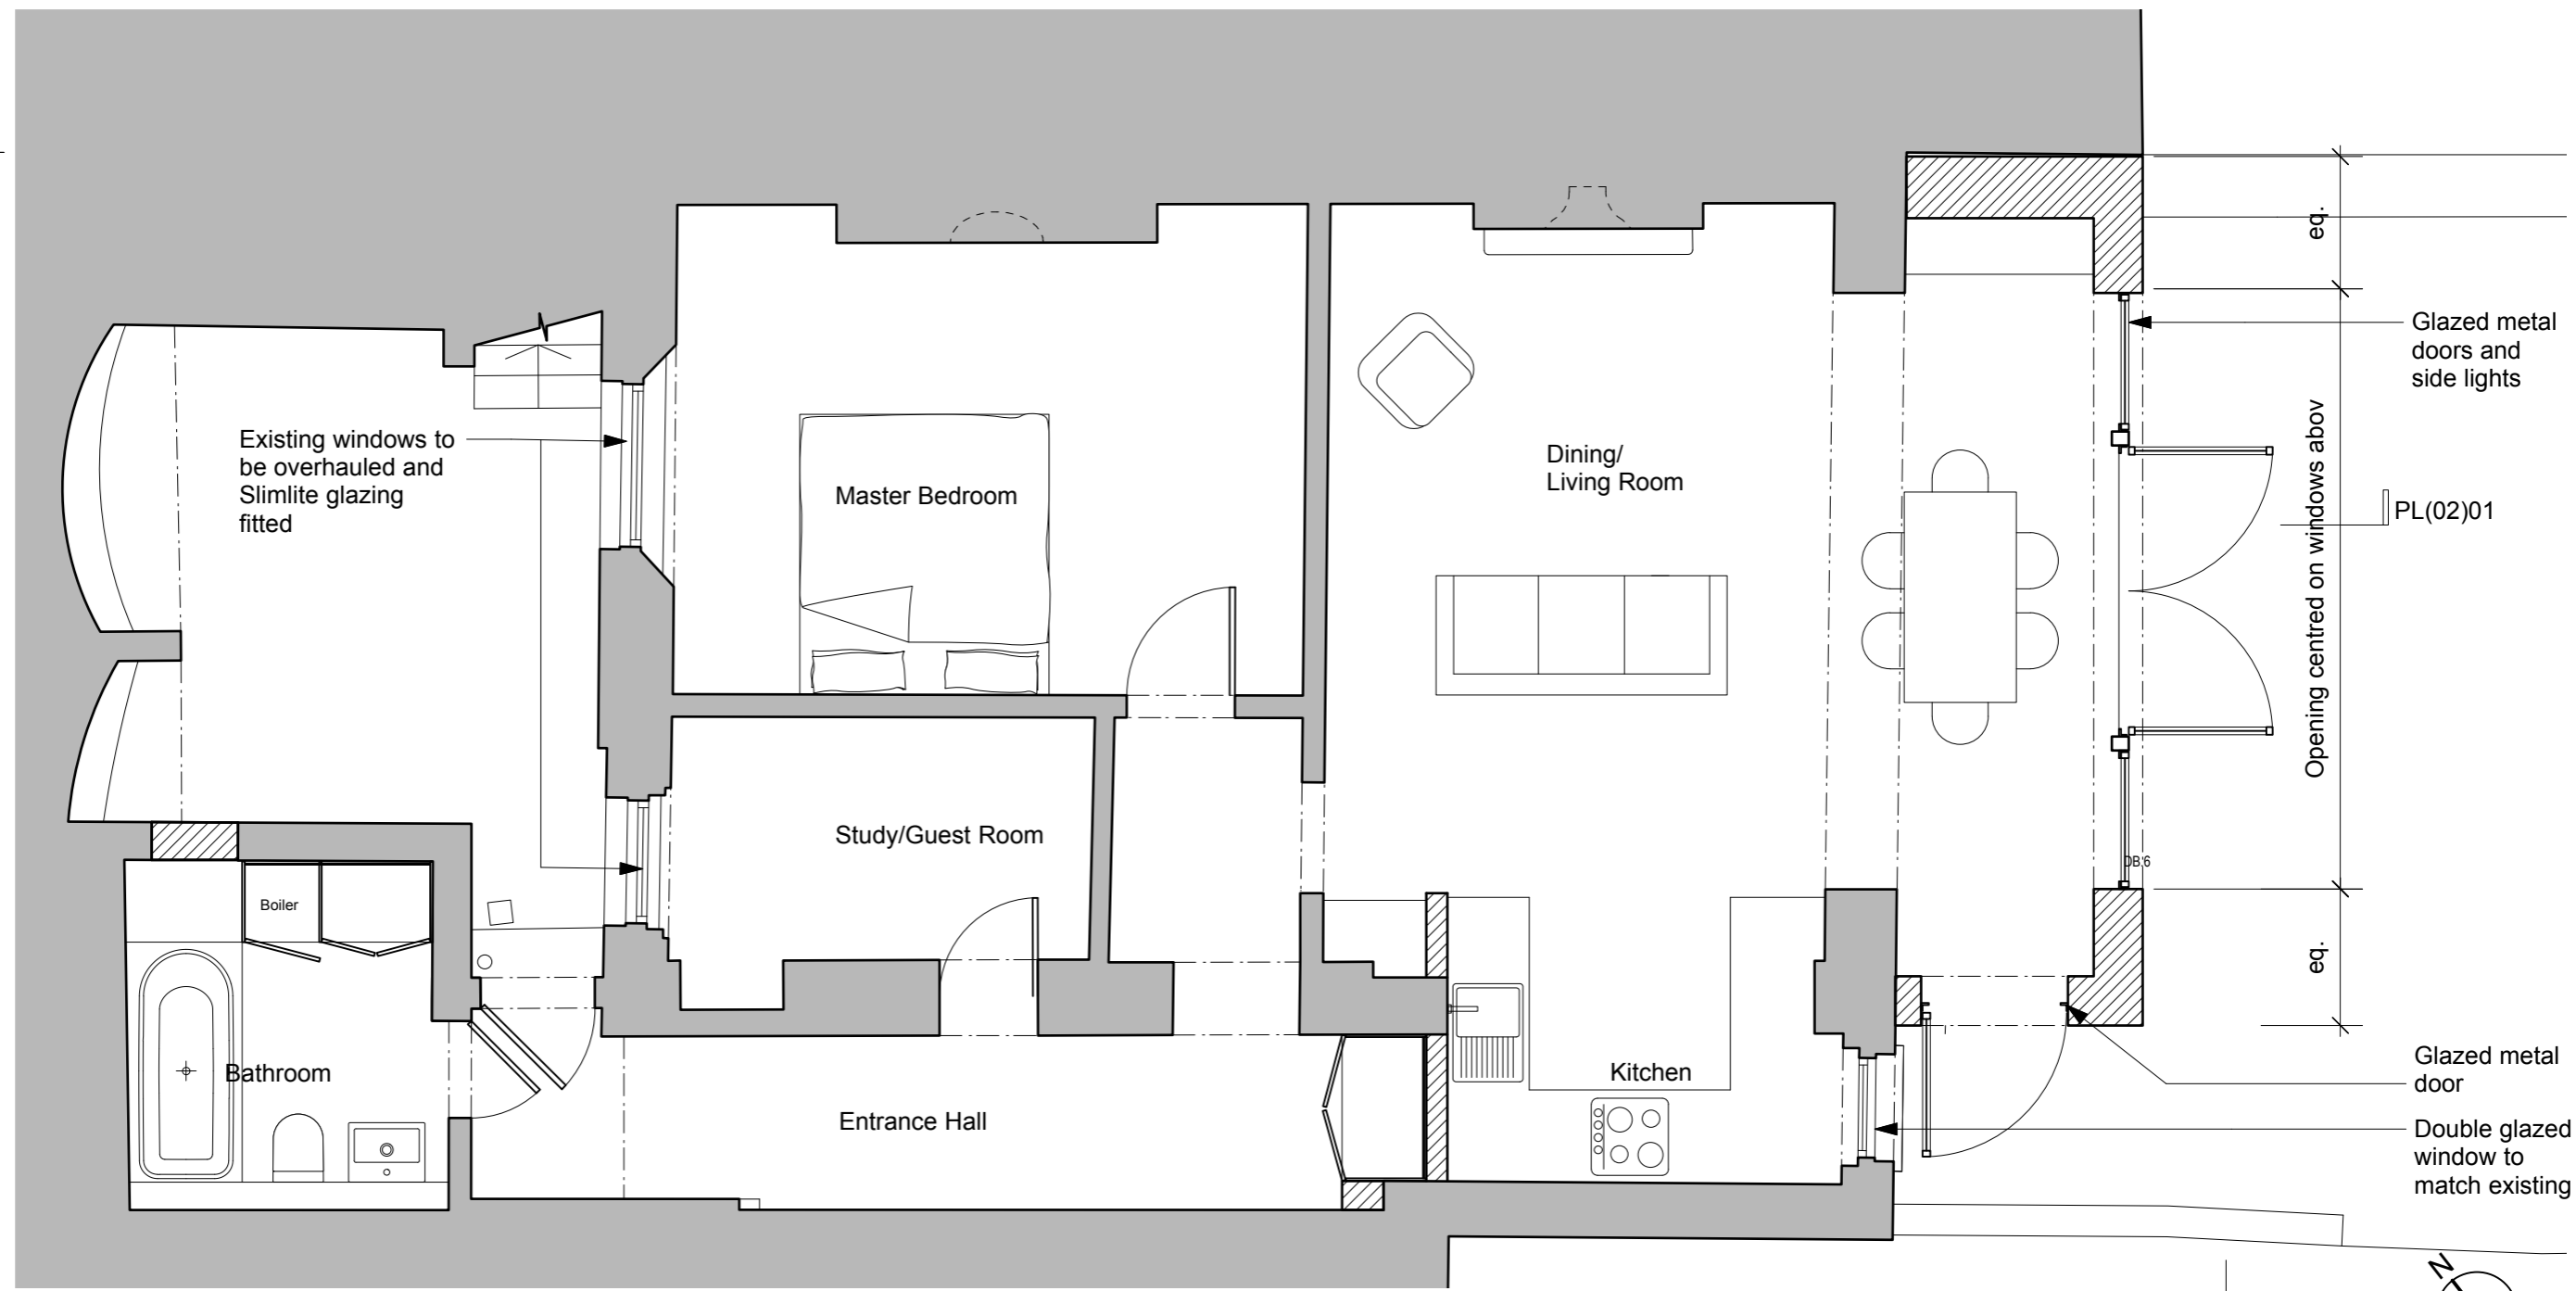 eq.
Glazed metal
doors and
side lights
Existing windows to
be overhauled and
Slimlite glazing
fitted
Master Bedroom
Dining/
Living Room
Opening centred on windows abov
PL(02)01
Study/Guest Room
Boiler
eq.
Bathroom
Entrance Hall
Kitchen
Glazed metal
door
Double glazed
window to
match existing
N